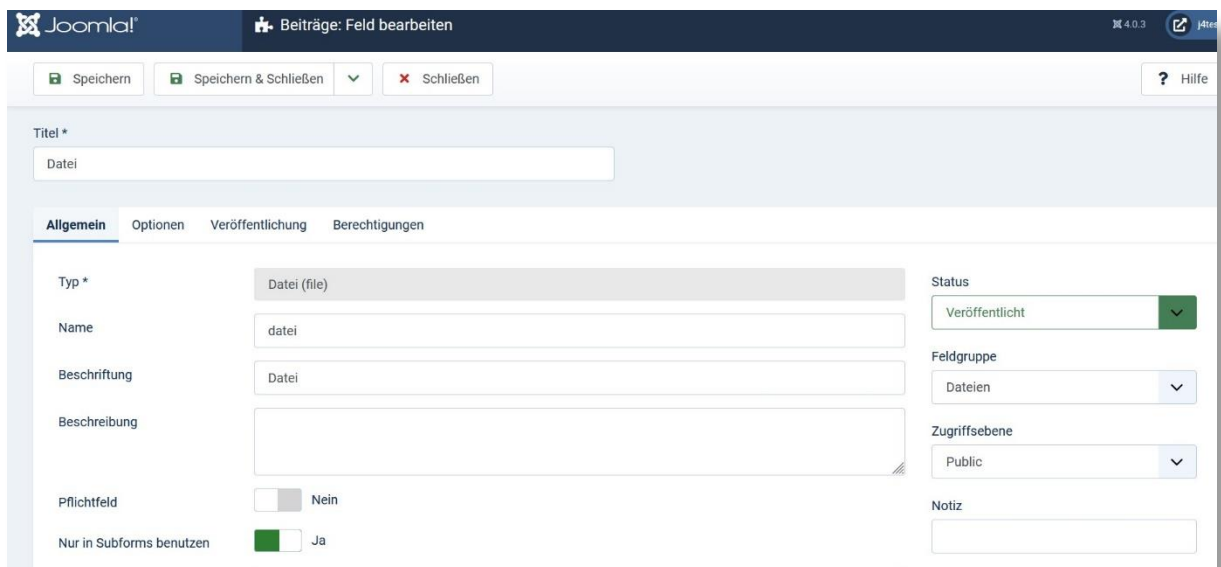 Joomla!® Beiträge: Feld bearbeiten 4.0.3 j4tes
Speichern Speichern & Schließen Schließen ? Hilfe
Titel *
Datei
Allgemein Optionen Veröffentlichung Berechtigungen
Typ * Datei (file)
Name datei
Beschriftung Datei
Beschreibung
Pflichtfeld Nein
Nur in Subforms benutzen Ja
Status
Veröffentlicht
Feldgruppe
Dateien
Zugriffsebene
Public
Notiz